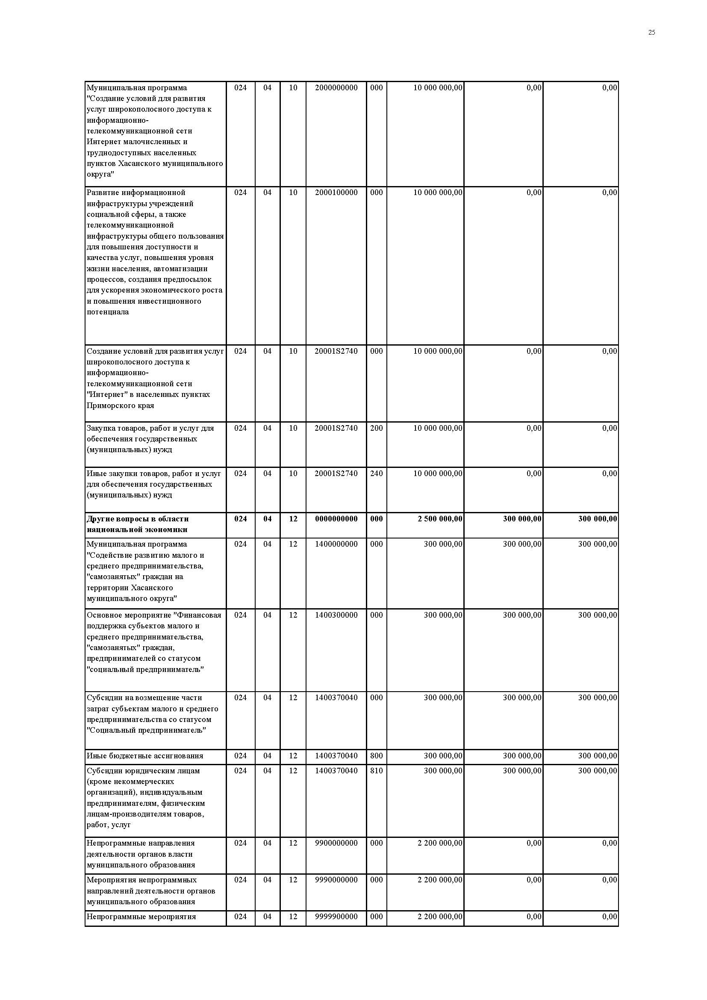 25
Муниципальная программа 024 04 10 2000000000 000 10 000 000,00 0,00 0,00
"Создание условий для развития
услуг широкополосного доступа к
информационно-
телекоммуникационной сети
Интернет малочисленных и
труднодоступных населенных
пунктов Хасанского муниципального
округа"
Развитие информационной 024 04 10 2000100000 000 10 000 000,00 0,00 0,00
инфраструктуры учреждений
социальной сферы, а также
телекоммуникационной
инфраструктуры общего пользования
для повышения доступности и
качества услуг, повышения уровня
жизни населения, автоматизации
процессов, создания предпосылок
для ускорения экономического роста
и повышения инвестиционного
потенциала
Создание условий для развития услуг 024 04 10 20001S2740 000 10 000 000,00 0,00 0,00
широкополосного доступа к
информационно-
телекоммуникационной сети
"Интернет" в населенных пунктах
Приморского края
Закупка товаров, работ и услуг для 024 04 10 20001S2740 200 10 000 000,00 0,00 0,00
обеспечения государственных
(муниципальных) нужд
Иные закупки товаров, работ и услуг 024 04 10 20001S2740 240 10 000 000,00 0,00 0,00
для обеспечения государственных
(муниципальных) нужд
Другие вопросы в области 024 04 12 0000000000 000 2 500 000,00 300 000,00 300 000,00
национальной экономики
Муниципальная программа 024 04 12 1400000000 000 300 000,00 300 000,00 300 000,00
"Содействие развитию малого и
среднего предпринимательства,
"самозанятых" граждан на
территории Хасанского
муниципального округа"
Основное мероприятие "Финансовая 024 04 12 1400300000 000 300 000,00 300 000,00 300 000,00
поддержка субъектов малого и
среднего предпринимательства,
"самозанятых" граждан,
предпринимателей со статусом
"социальный предприниматель"
Субсидии на возмещение части 024 04 12 1400370040 000 300 000,00 300 000,00 300 000,00
затрат субъектам малого и среднего
предпринимательства со статусом
"Социальный предприниматель"
Иные бюджетные ассигнования 024 04 12 1400370040 800 300 000,00 300 000,00 300 000,00
Субсидии юридическим лицам 024 04 12 1400370040 810 300 000,00 300 000,00 300 000,00
(кроме некоммерческих
организаций), индивидуальным
предпринимателям, физическим
лицам-производителям товаров,
работ, услуг
Непрограммные направления 024 04 12 9900000000 000 2 200 000,00 0,00 0,00
деятельности органов власти
муниципального образования
Мероприятия непрограммных 024 04 12 9990000000 000 2 200 000,00 0,00 0,00
направлений деятельности органов
муниципального образования
Непрограммные мероприятия 024 04 12 9999900000 000 2 200 000,00 0,00 0,00